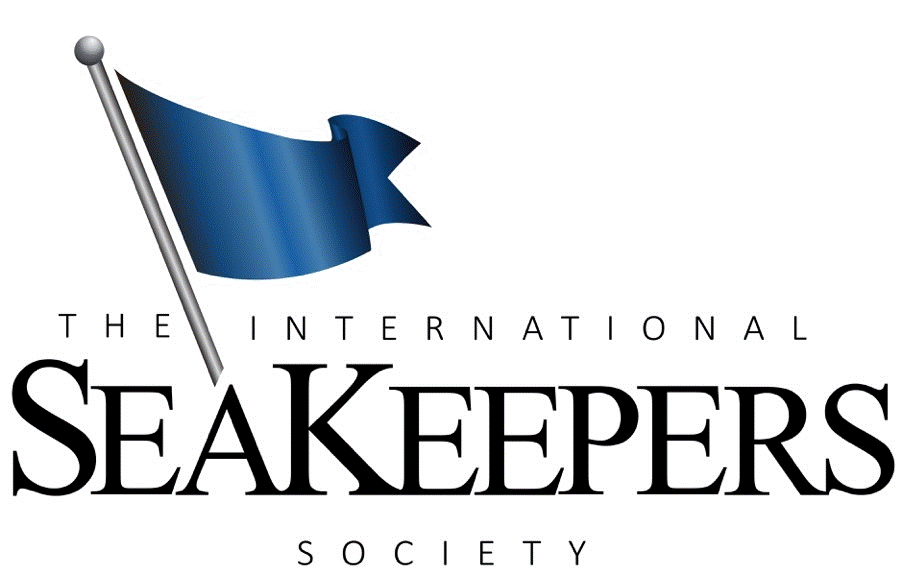 THE INTERNATIONAL
SEAKEEPERS
SOCIETY